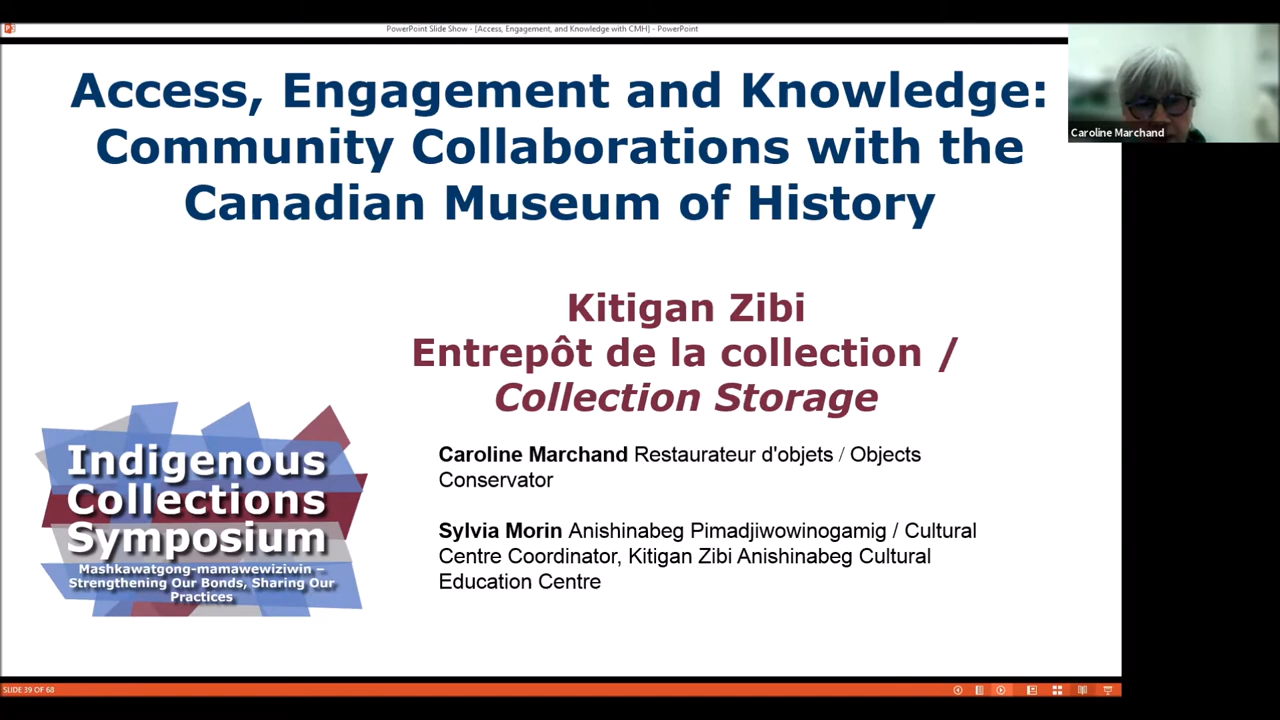 PowerPoint Slide Show - [Access, Engagement, and Knowledge with CMH] - PowerPoint
Access, Engagement and Knowledge:
Community Collaborations with the
Canadian Museum of History
Caroline Marchand
Kitigan Zibi
Entrepôt de la collection /
Collection Storage
Caroline Marchand Restaurateur d'objets / Objects
Conservator
Sylvia Morin Anishinabeg Pimadjiwowinogamig / Cultural
Centre Coordinator, Kitigan Zibi Anishinabeg Cultural
Education Centre
Indigenous
Collections
Symposium
Mashkawatgong-mamawewiziwin –
Strengthening Our Bonds, Sharing Our
Practices
SLIDE 39 OF 68